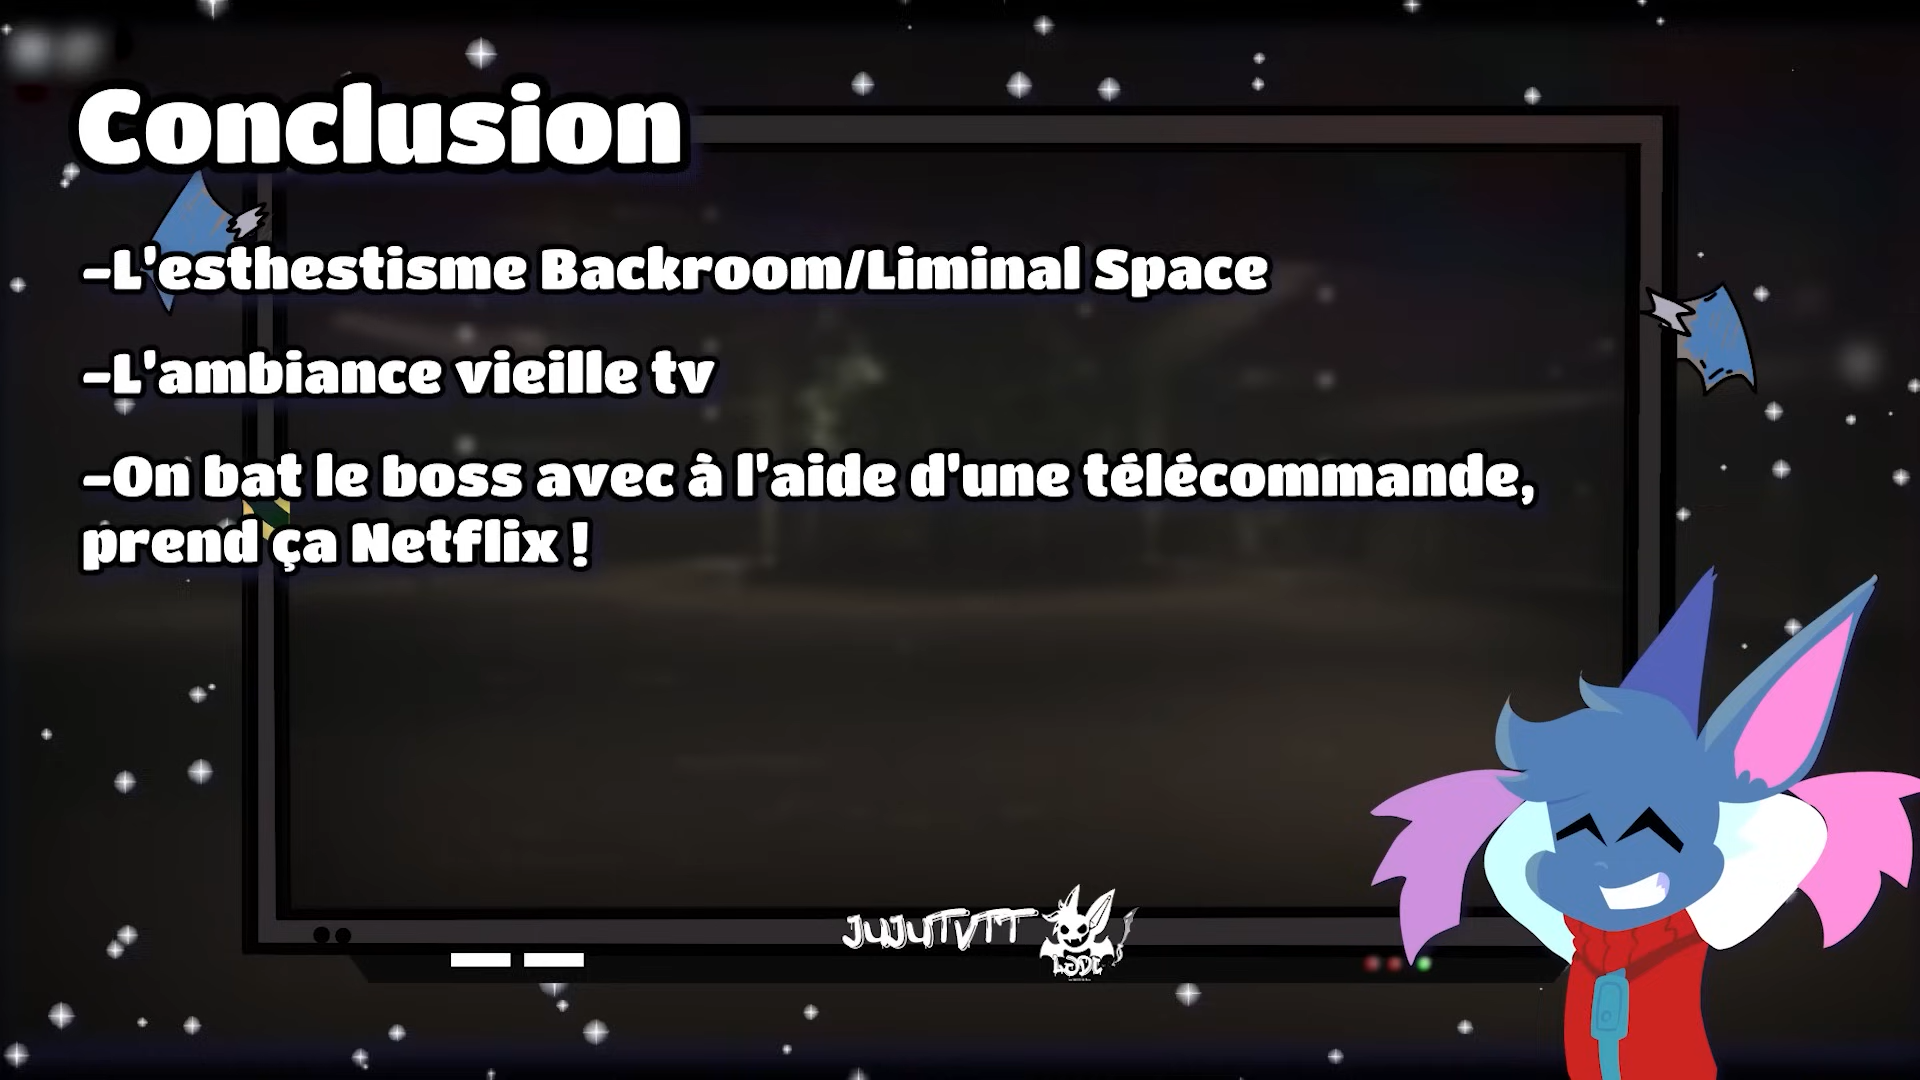 Conclusion
-L'esthestisme Backroom/Liminal Space
-L'ambiance vieille tv
-On bat le boss avec à l'aide d'une télécommande,
prend ça Netflix !
JUJUTVTT
LGDL